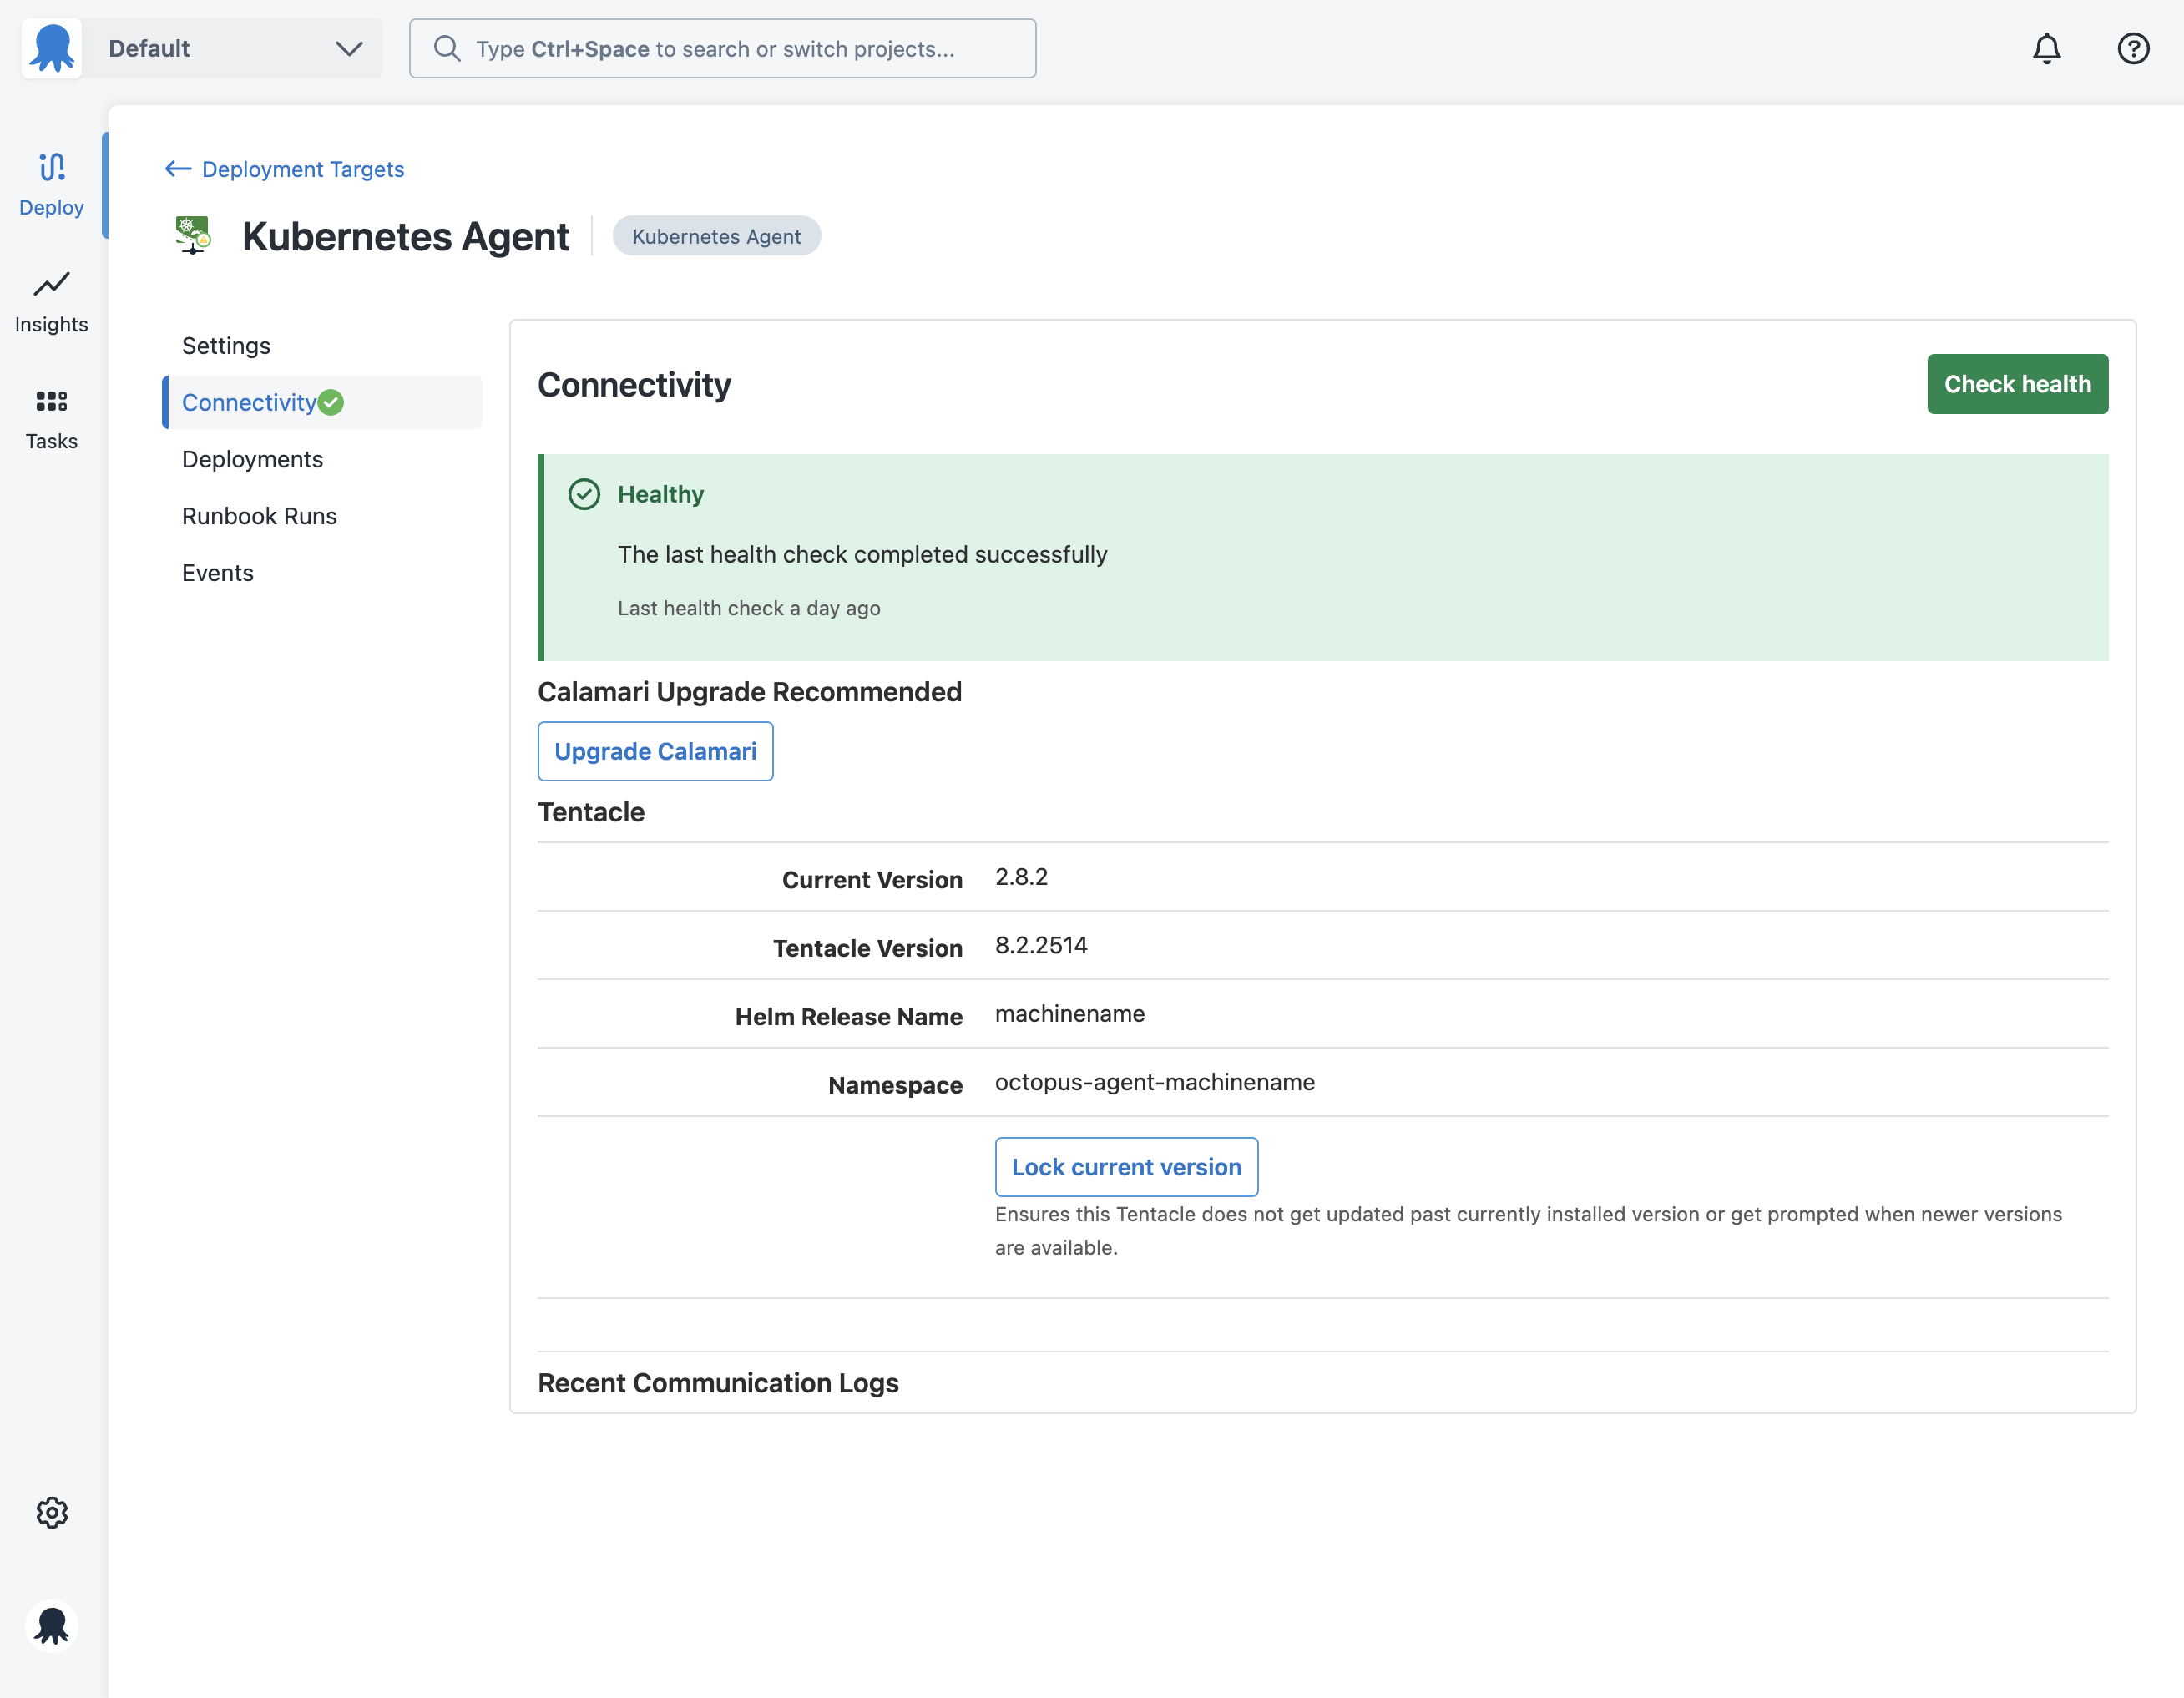 Default
Type Ctrl+Space to search or switch projects...
Deploy
Insights
Tasks
Deployment Targets
Kubernetes Agent
Kubernetes Agent
Settings
Connectivity
Deployments
Runbook Runs
Events
Connectivity
Check health
Healthy
The last health check completed successfully
Last health check a day ago
Calamari Upgrade Recommended
Upgrade Calamari
Tentacle
Current Version 2.8.2
Tentacle Version 8.2.2514
Helm Release Name machinename
Namespace octopus-agent-machinename
Lock current version
Ensures this Tentacle does not get updated past currently installed version or get prompted when newer versions
are available.
Recent Communication Logs